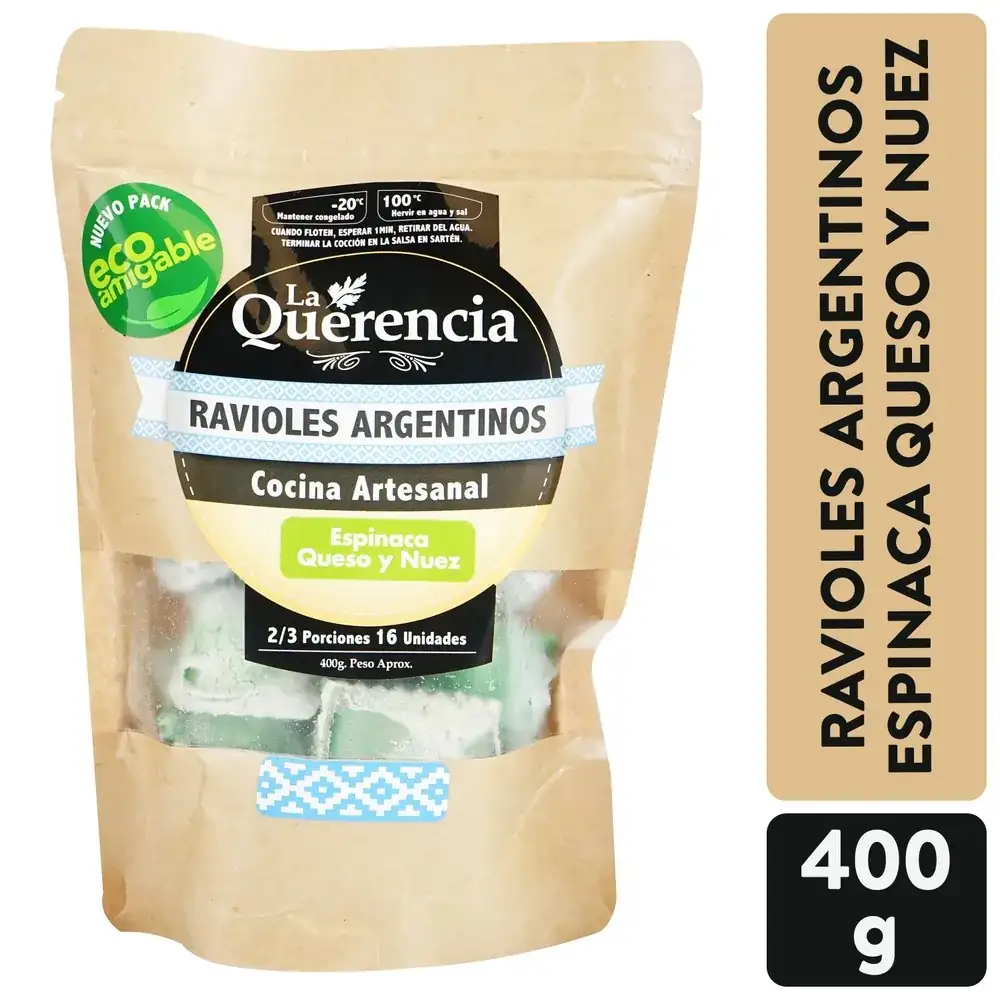 NUEVO PACK
eco
amigable
-20°C
Mantener congelado
100°C
Hervir en agua y sal
CUANDO FLOTEN, ESPERAR 1MIN, RETIRAR DEL AGUA.
TERMINAR LA COCCIÓN EN LA SALSA EN SARTÉN.
La
Querencia
RAVIOLES ARGENTINOS
Cocina Artesanal
Espinaca
Queso y Nuez
2/3 Porciones 16 Unidades
400g. Peso Aprox.
RAVIOLES ARGENTINOS
ESPINACA QUESO Y NUEZ
400
g